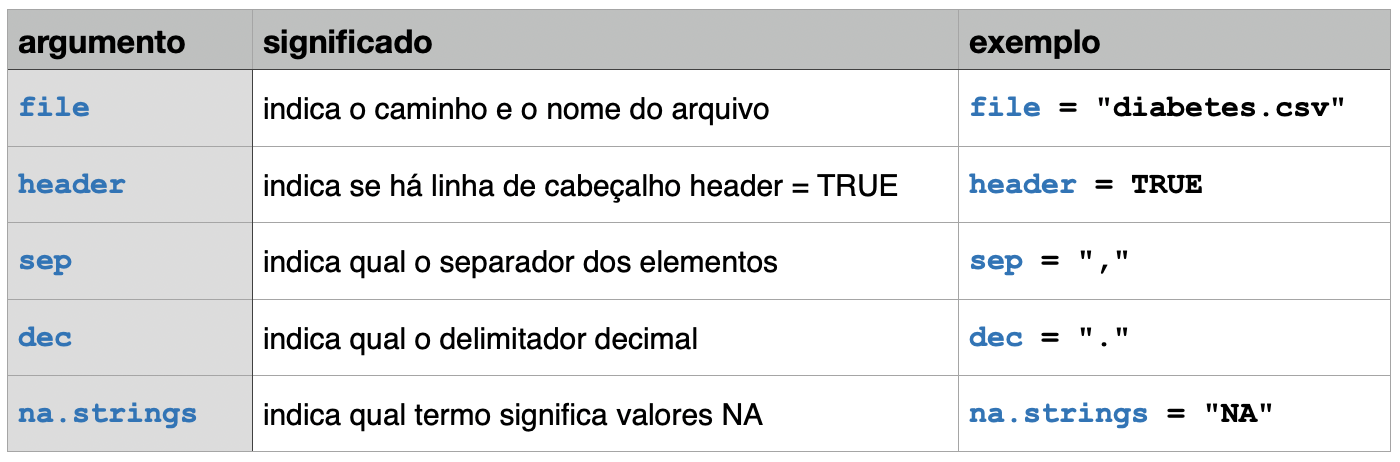 argumento significado exemplo
file indica o caminho e o nome do arquivo file = "diabetes.csv"
header indica se há linha de cabeçalho header = TRUE header = TRUE
sep indica qual o separador dos elementos sep = ","
dec indica qual o delimitador decimal dec = "."
na.strings indica qual termo significa valores NA na.strings = "NA"